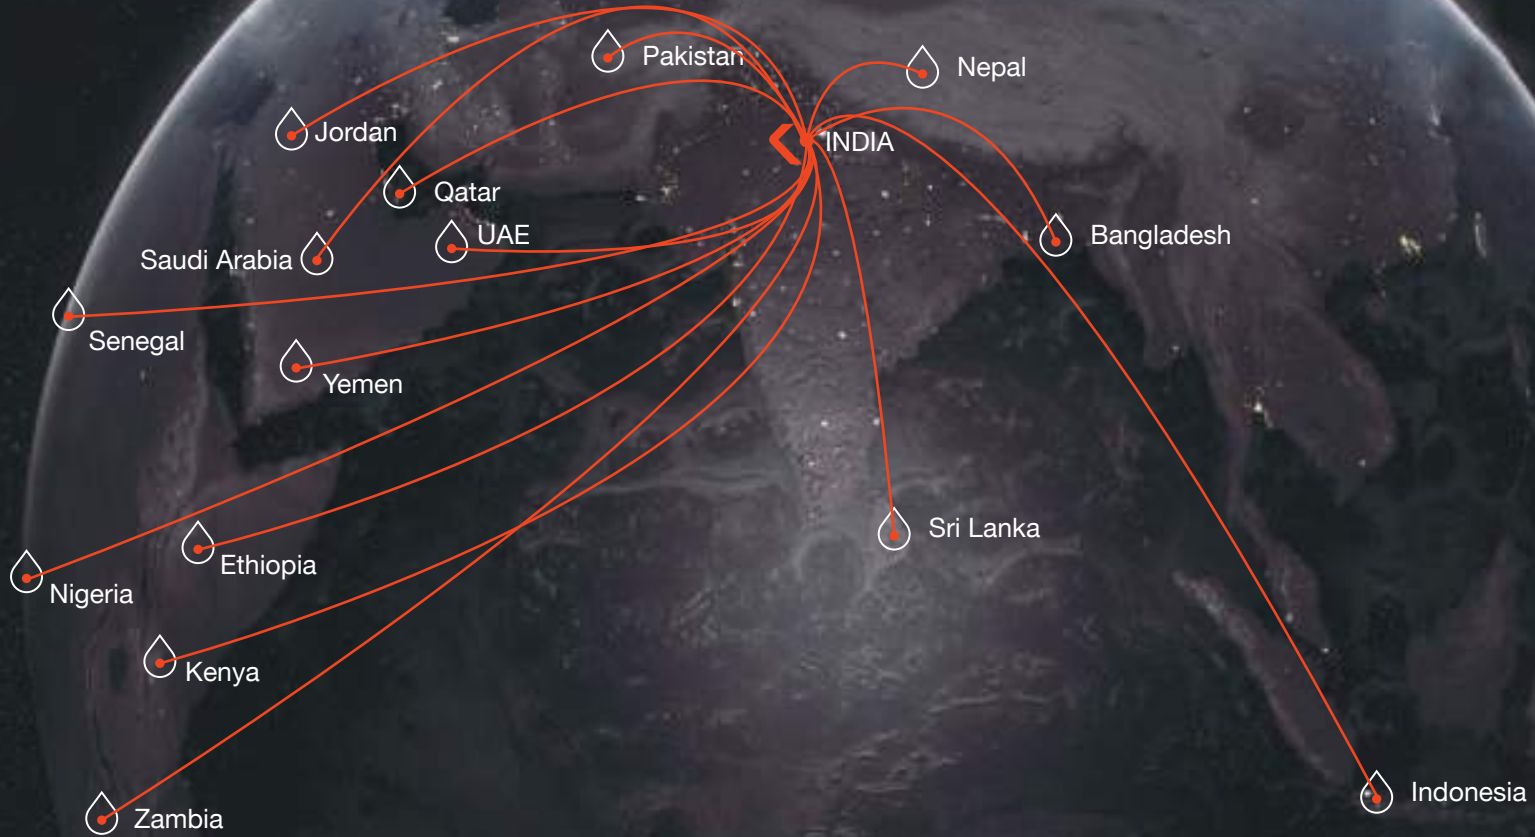 Pakistan
Nepal
Jordan
INDIA
Qatar
UAE
Bangladesh
Saudi Arabia
Senegal
Yemen
Sri Lanka
Ethiopia
Nigeria
Kenya
Indonesia
Zambia